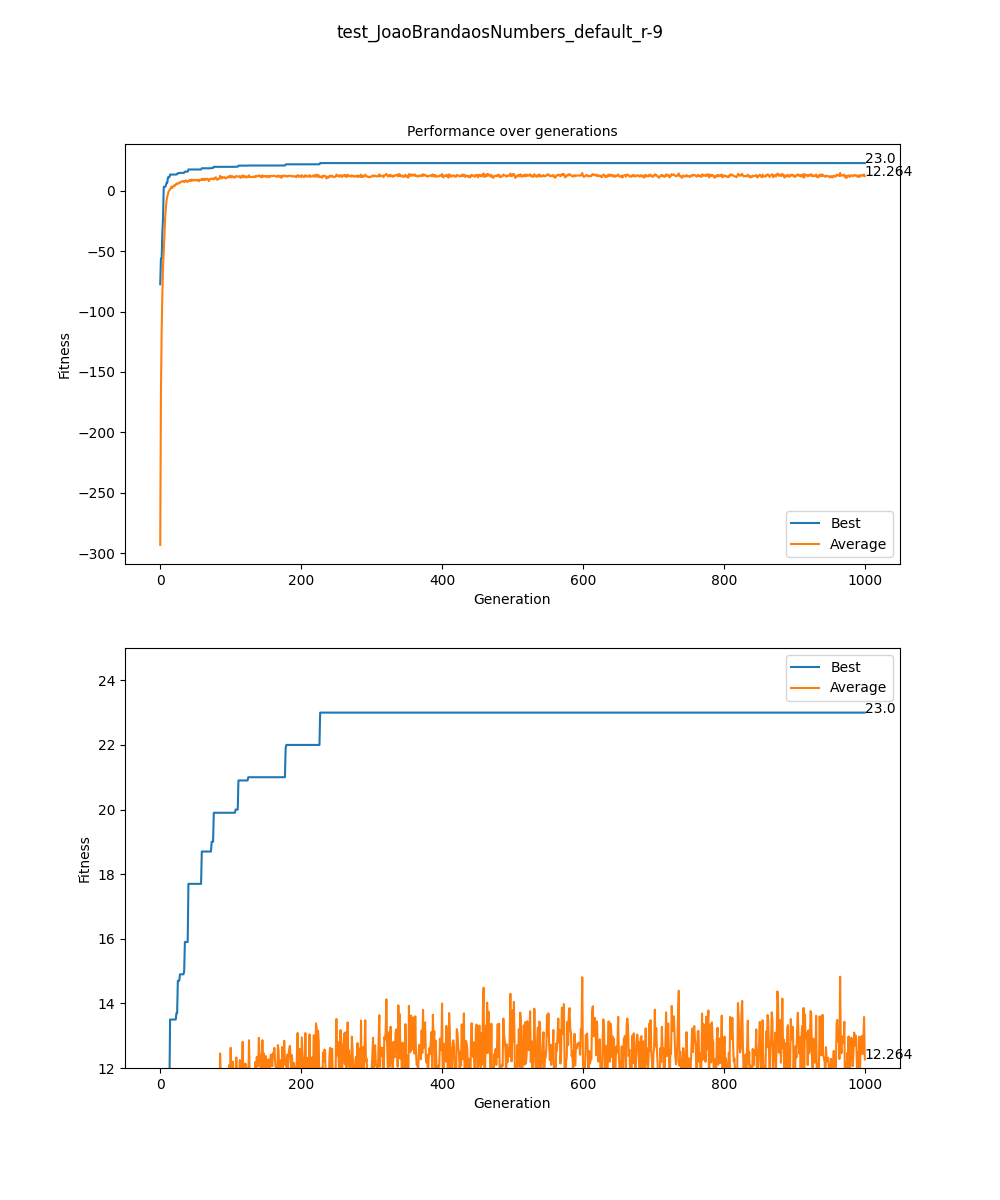 test_JoaoBrandaosNumbers_default_r-9
Performance over generations
23.0
12.264
0
−50
−100
−150
−200
−250
−300
Fitness
Best
Average
0 200 400 600 800 1000
Generation
Best
Average
23.0
24
22
20
18
16
14
12
Fitness
12.264
0 200 400 600 800 1000
Generation